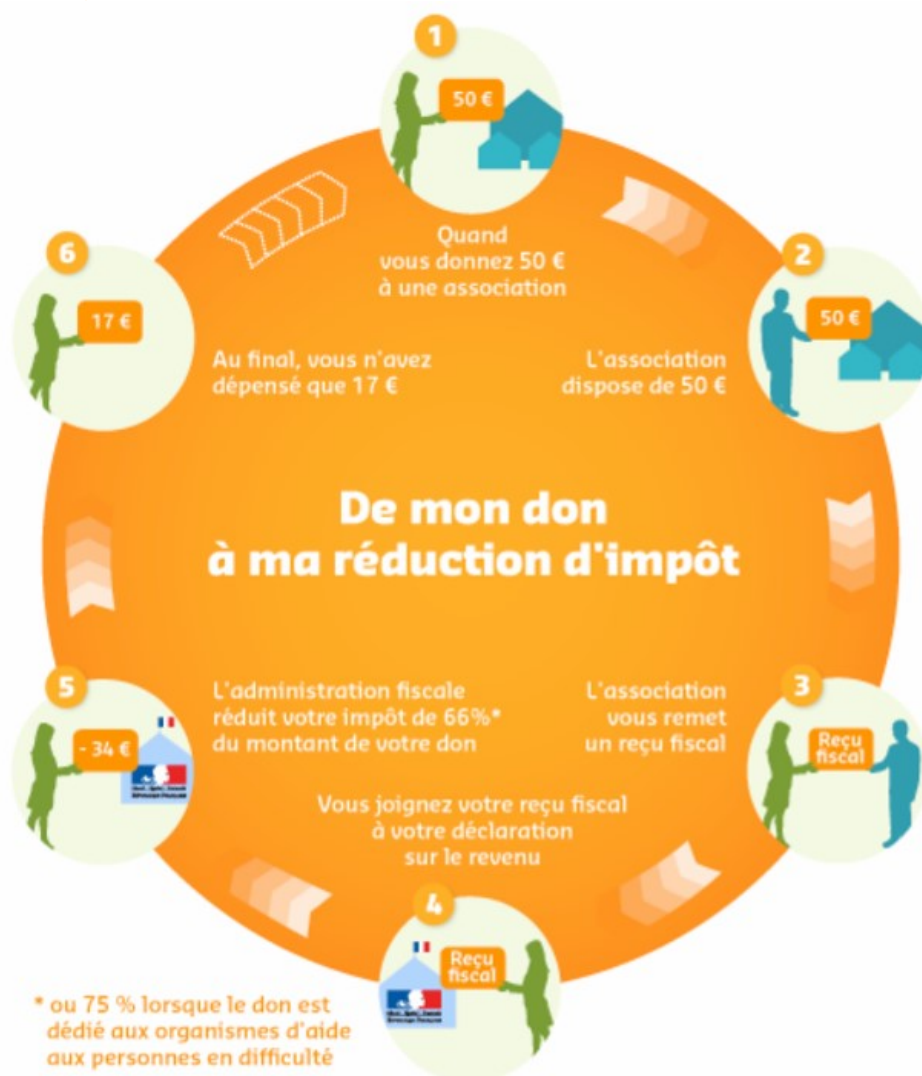 1
50 €
Quand
vous donnez 50 €
à une association
2
50 €
L'association
dispose de 50 €
3
Reçu
fiscal
L'association
vous remet
un reçu fiscal
4
Reçu
fiscal
Vous joignez votre reçu fiscal
à votre déclaration
sur le revenu
5
- 34 €
L'administration fiscale
réduit votre impôt de 66%*
du montant de votre don
6
17 €
Au final, vous n'avez
dépensé que 17 €
De mon don
à ma réduction d'impôt
* ou 75 % lorsque le don est
dédié aux organismes d'aide
aux personnes en difficulté